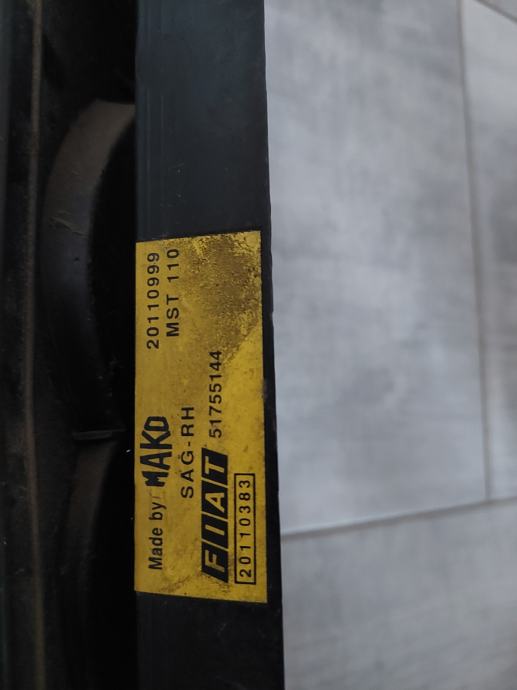 Made by MAKO 20110999
SAĞ-RH MST 110
FIAT 51755144
20110383